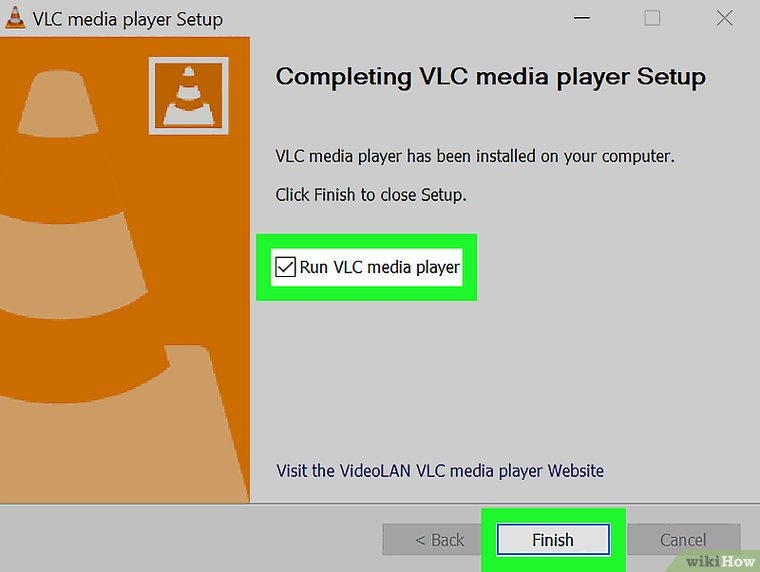 VLC media player Setup
Completing VLC media player Setup
VLC media player has been installed on your computer.
Click Finish to close Setup.
Run VLC media player
Visit the VideoLAN VLC media player Website
< Back Finish Cancel
wikiHow